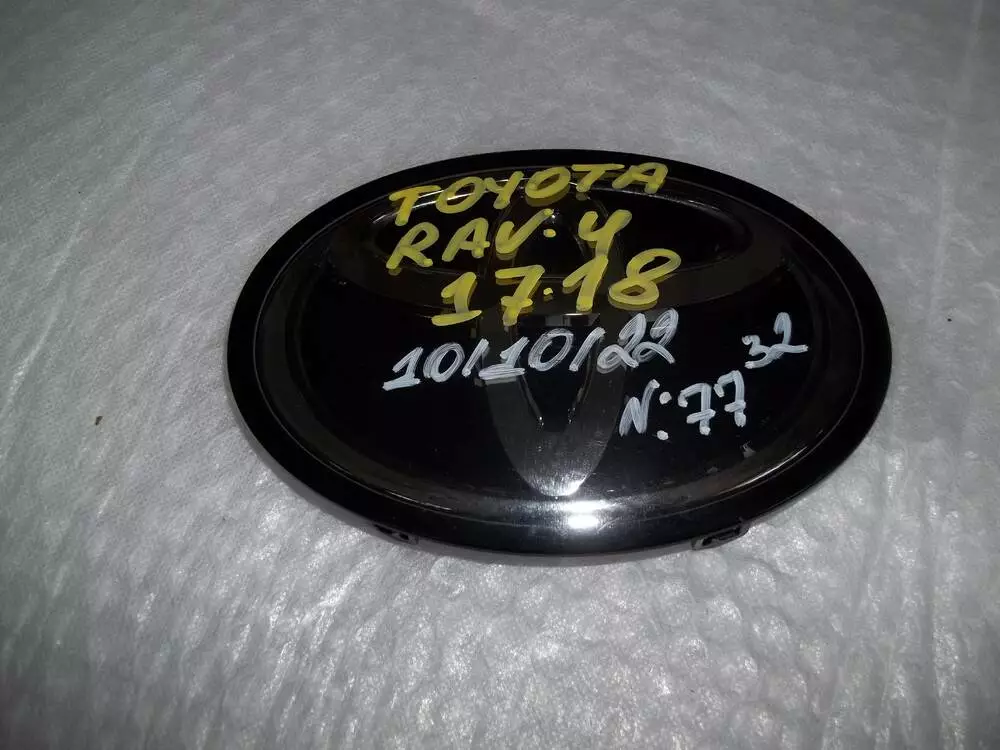 TOYOTA
RAV.4
17.18
10/10/22
N:77 32